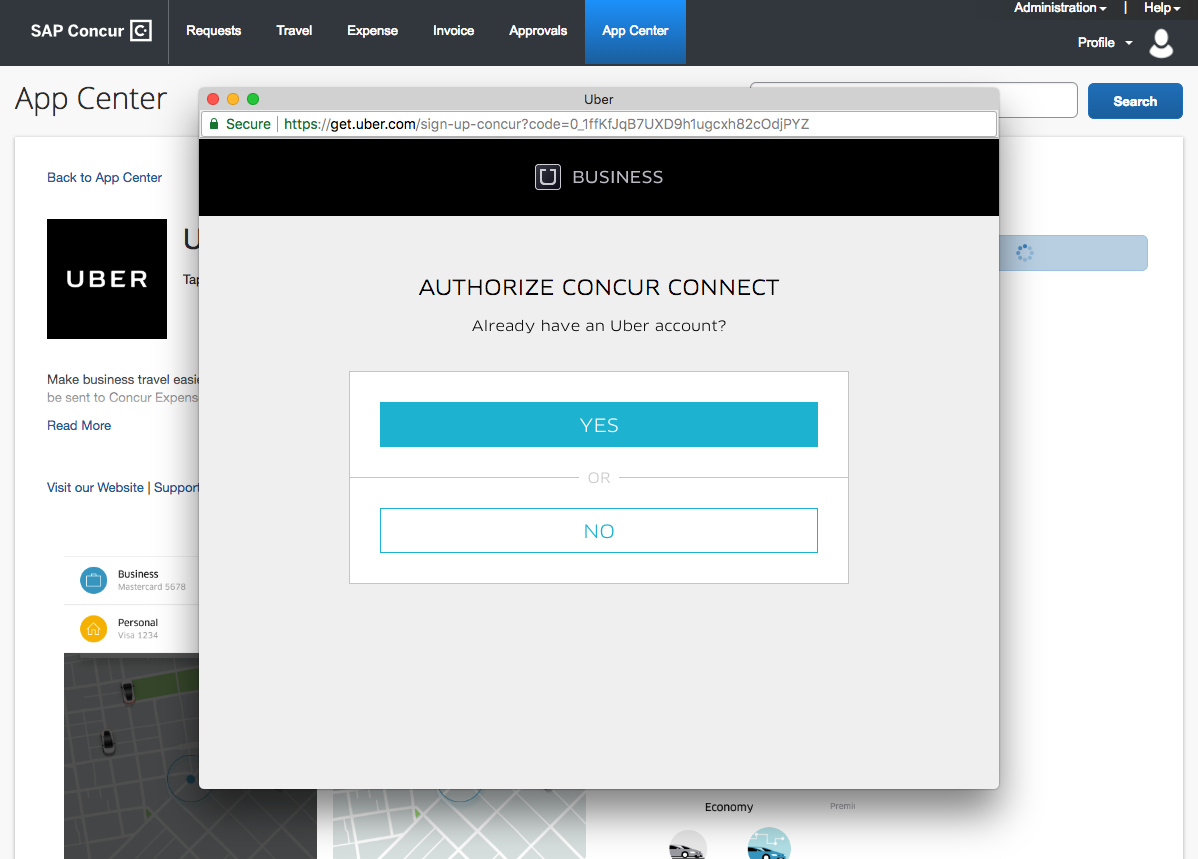 SAP Concur C
Requests
Travel
Expense
Invoice
Approvals
App Center
Administration | Help
Profile
App Center
Search
Uber
Secure | https://get.uber.com/sign-up-concur?code=0_1ffKfJqB7UXD9h1ugcxh82cOdjPYZ
BUSINESS
Back to App Center
UBER
U
Tap
AUTHORIZE CONCUR CONNECT
Already have an Uber account?
YES
OR
NO
Make business travel easie
be sent to Concur Expens
Read More
Visit our Website | Support
Business
Mastercard 5678
Personal
Visa 1234
Economy
Premi